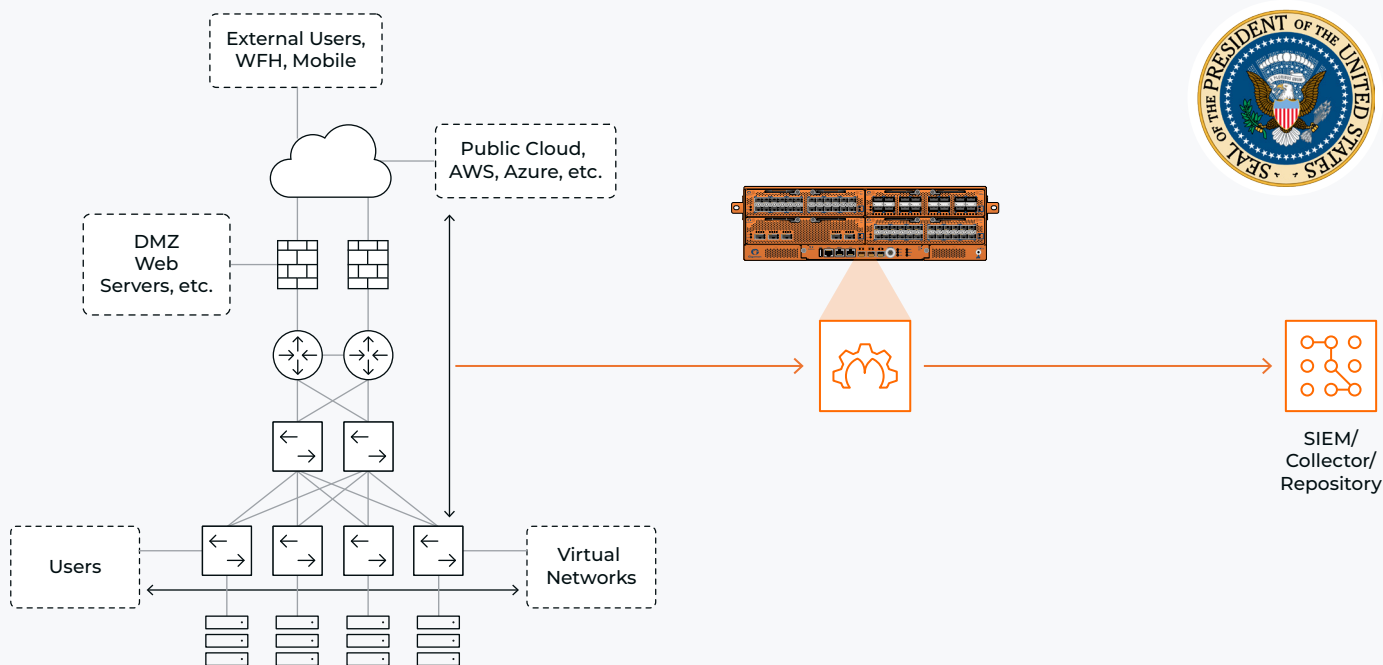 External Users,
WFH, Mobile
SEAL OF THE PRESIDENT OF THE UNITED STATES
Public Cloud,
AWS, Azure, etc.
DMZ
Web
Servers, etc.
SIEM/
Collector/
Repository
Users
Virtual
Networks